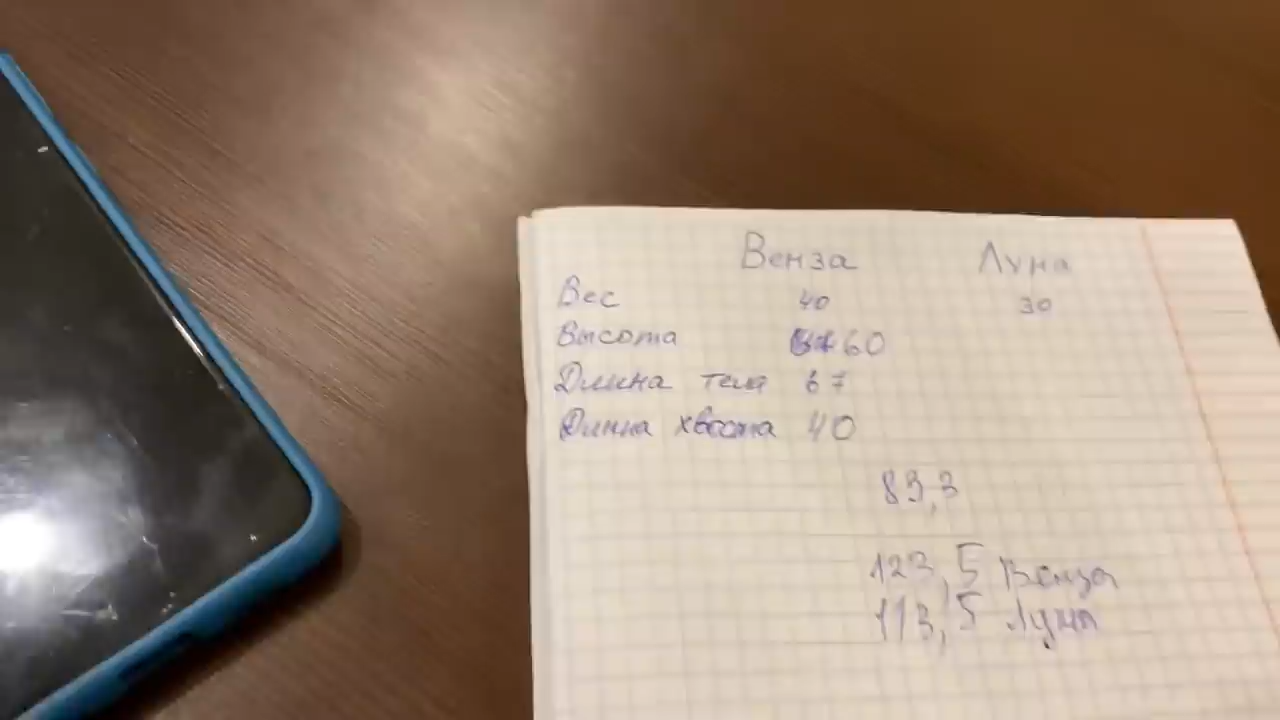 Венза Луна
Вес 40 30
Высота 60
Длина тела 67
Длина хвоста 40
83,3
123,5 Венза
113,5 Луна